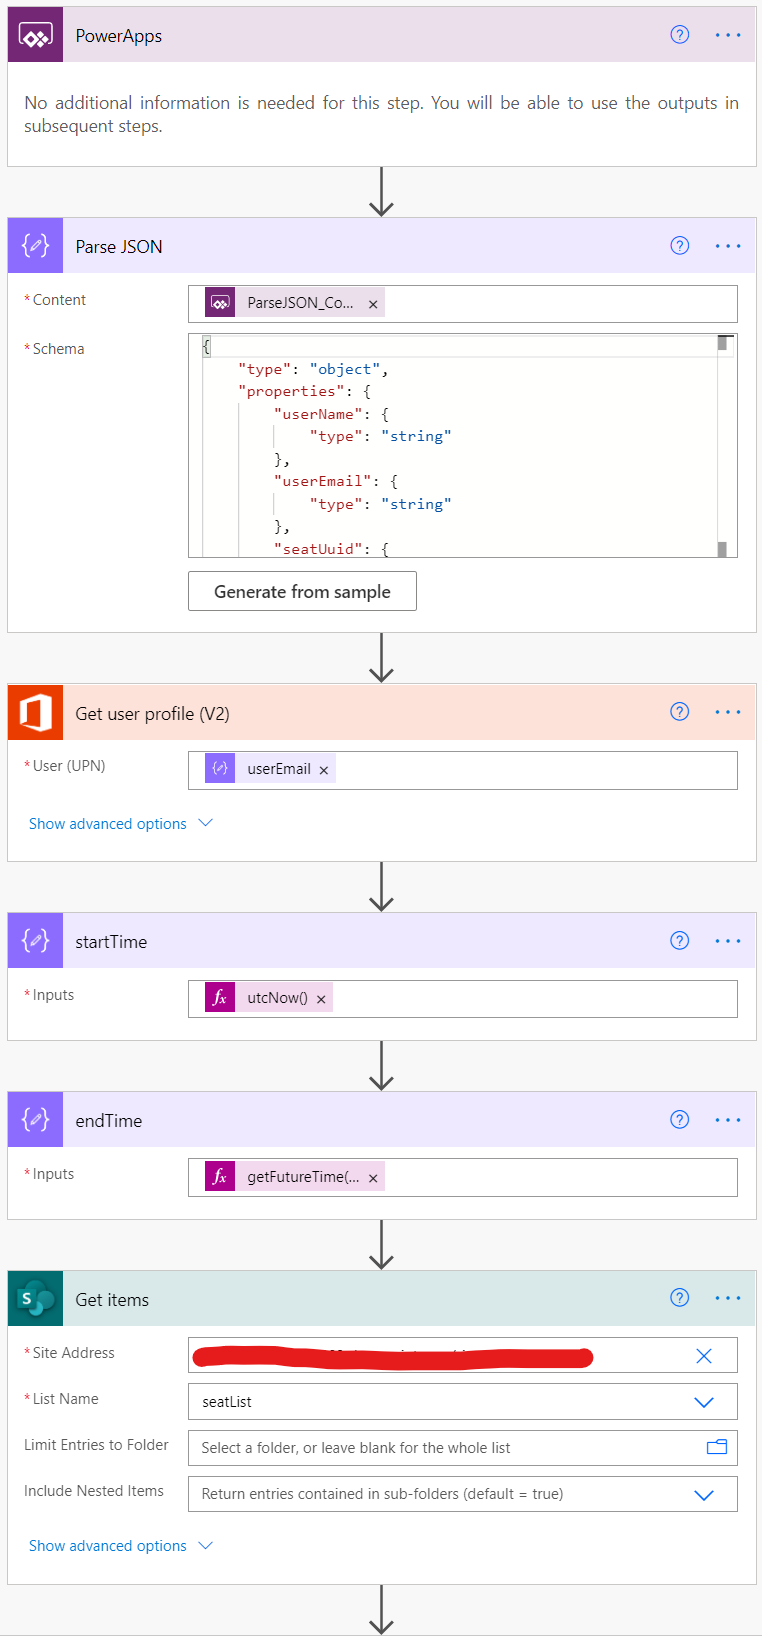 PowerApps
No additional information is needed for this step. You will be able to use the outputs in
subsequent steps.
Parse JSON
* Content
ParseJSON_Co... ×
* Schema
{
"type": "object",
"properties": {
"userName": {
"type": "string"
},
"userEmail": {
"type": "string"
},
"seatUuid": {
Generate from sample
Get user profile (V2)
* User (UPN)
userEmail ×
Show advanced options
startTime
* Inputs
fx utcNow() ×
endTime
* Inputs
fx getFutureTime(... ×
S Get items
* Site Address
* List Name
seatList
Limit Entries to Folder
Select a folder, or leave blank for the whole list
Include Nested Items
Return entries contained in sub-folders (default = true)
Show advanced options